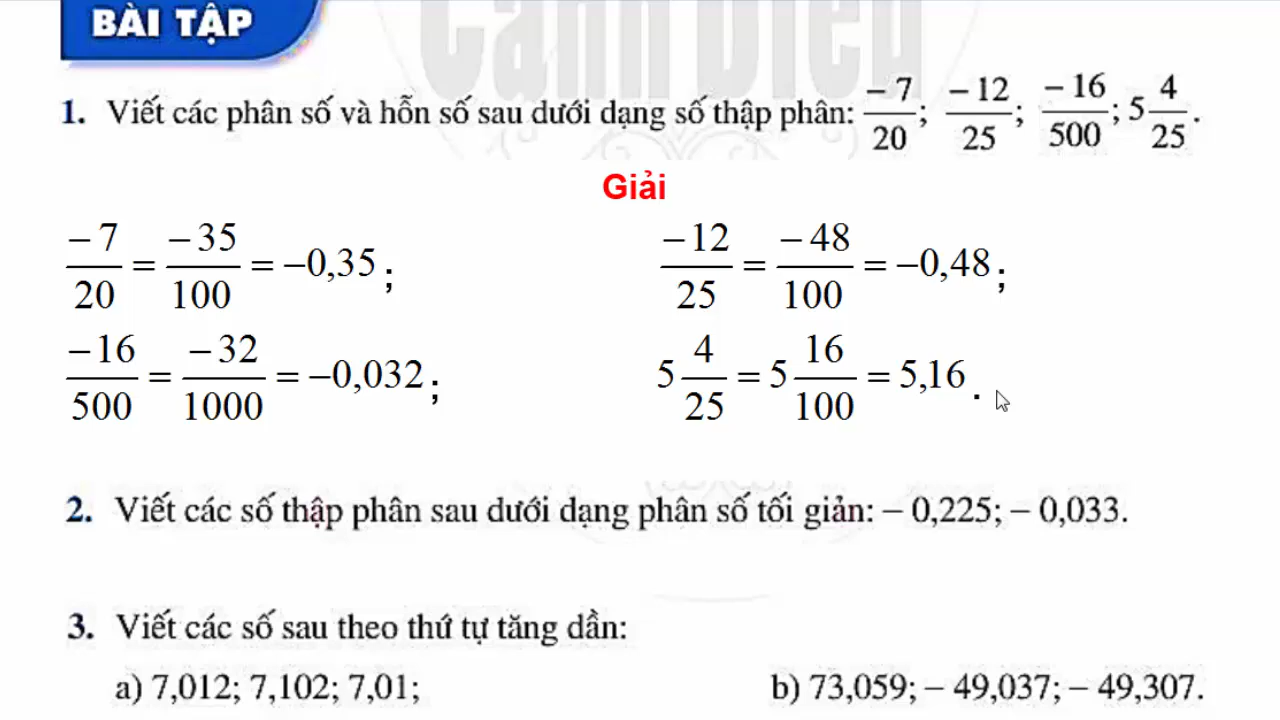 BÀI TẬP
Cánh Diều
1. Viết các phân số và hỗn số sau dưới dạng số thập phân: −7/20; −12/25; −16/500; 5 4/25.
Giải
−7/20 = −35/100 = −0,35;
−12/25 = −48/100 = −0,48;
−16/500 = −32/1000 = −0,032;
5 4/25 = 5 16/100 = 5,16.
2. Viết các số thập phân sau dưới dạng phân số tối giản: − 0,225; − 0,033.
3. Viết các số sau theo thứ tự tăng dần:
a) 7,012; 7,102; 7,01;
b) 73,059; − 49,037; − 49,307.